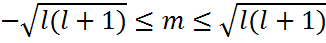 −√l(l + 1) ≤ m ≤ √l(l + 1)